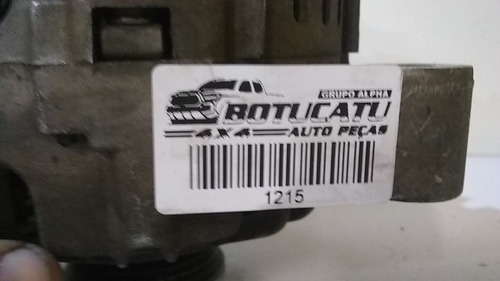 GRUPO ALPHA
BOTUCATU
4X4 AUTO PEÇAS
1215